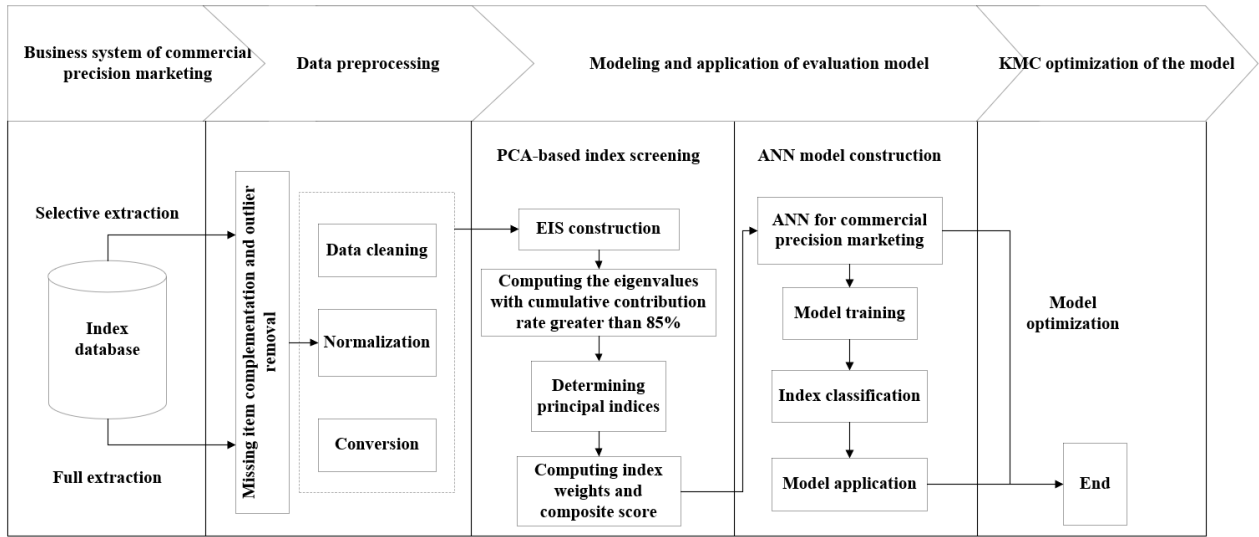 Business system of commercial
precision marketing
Data preprocessing
Modeling and application of evaluation model
KMC optimization of the model
Selective extraction
Index
database
Full extraction
Missing item complementation and outlier
removal
Data cleaning
Normalization
Conversion
PCA-based index screening
EIS construction
Computing the eigenvalues
with cumulative contribution
rate greater than 85%
Determining
principal indices
Computing index
weights and
composite score
ANN model construction
ANN for commercial
precision marketing
Model training
Index classification
Model application
Model
optimization
End